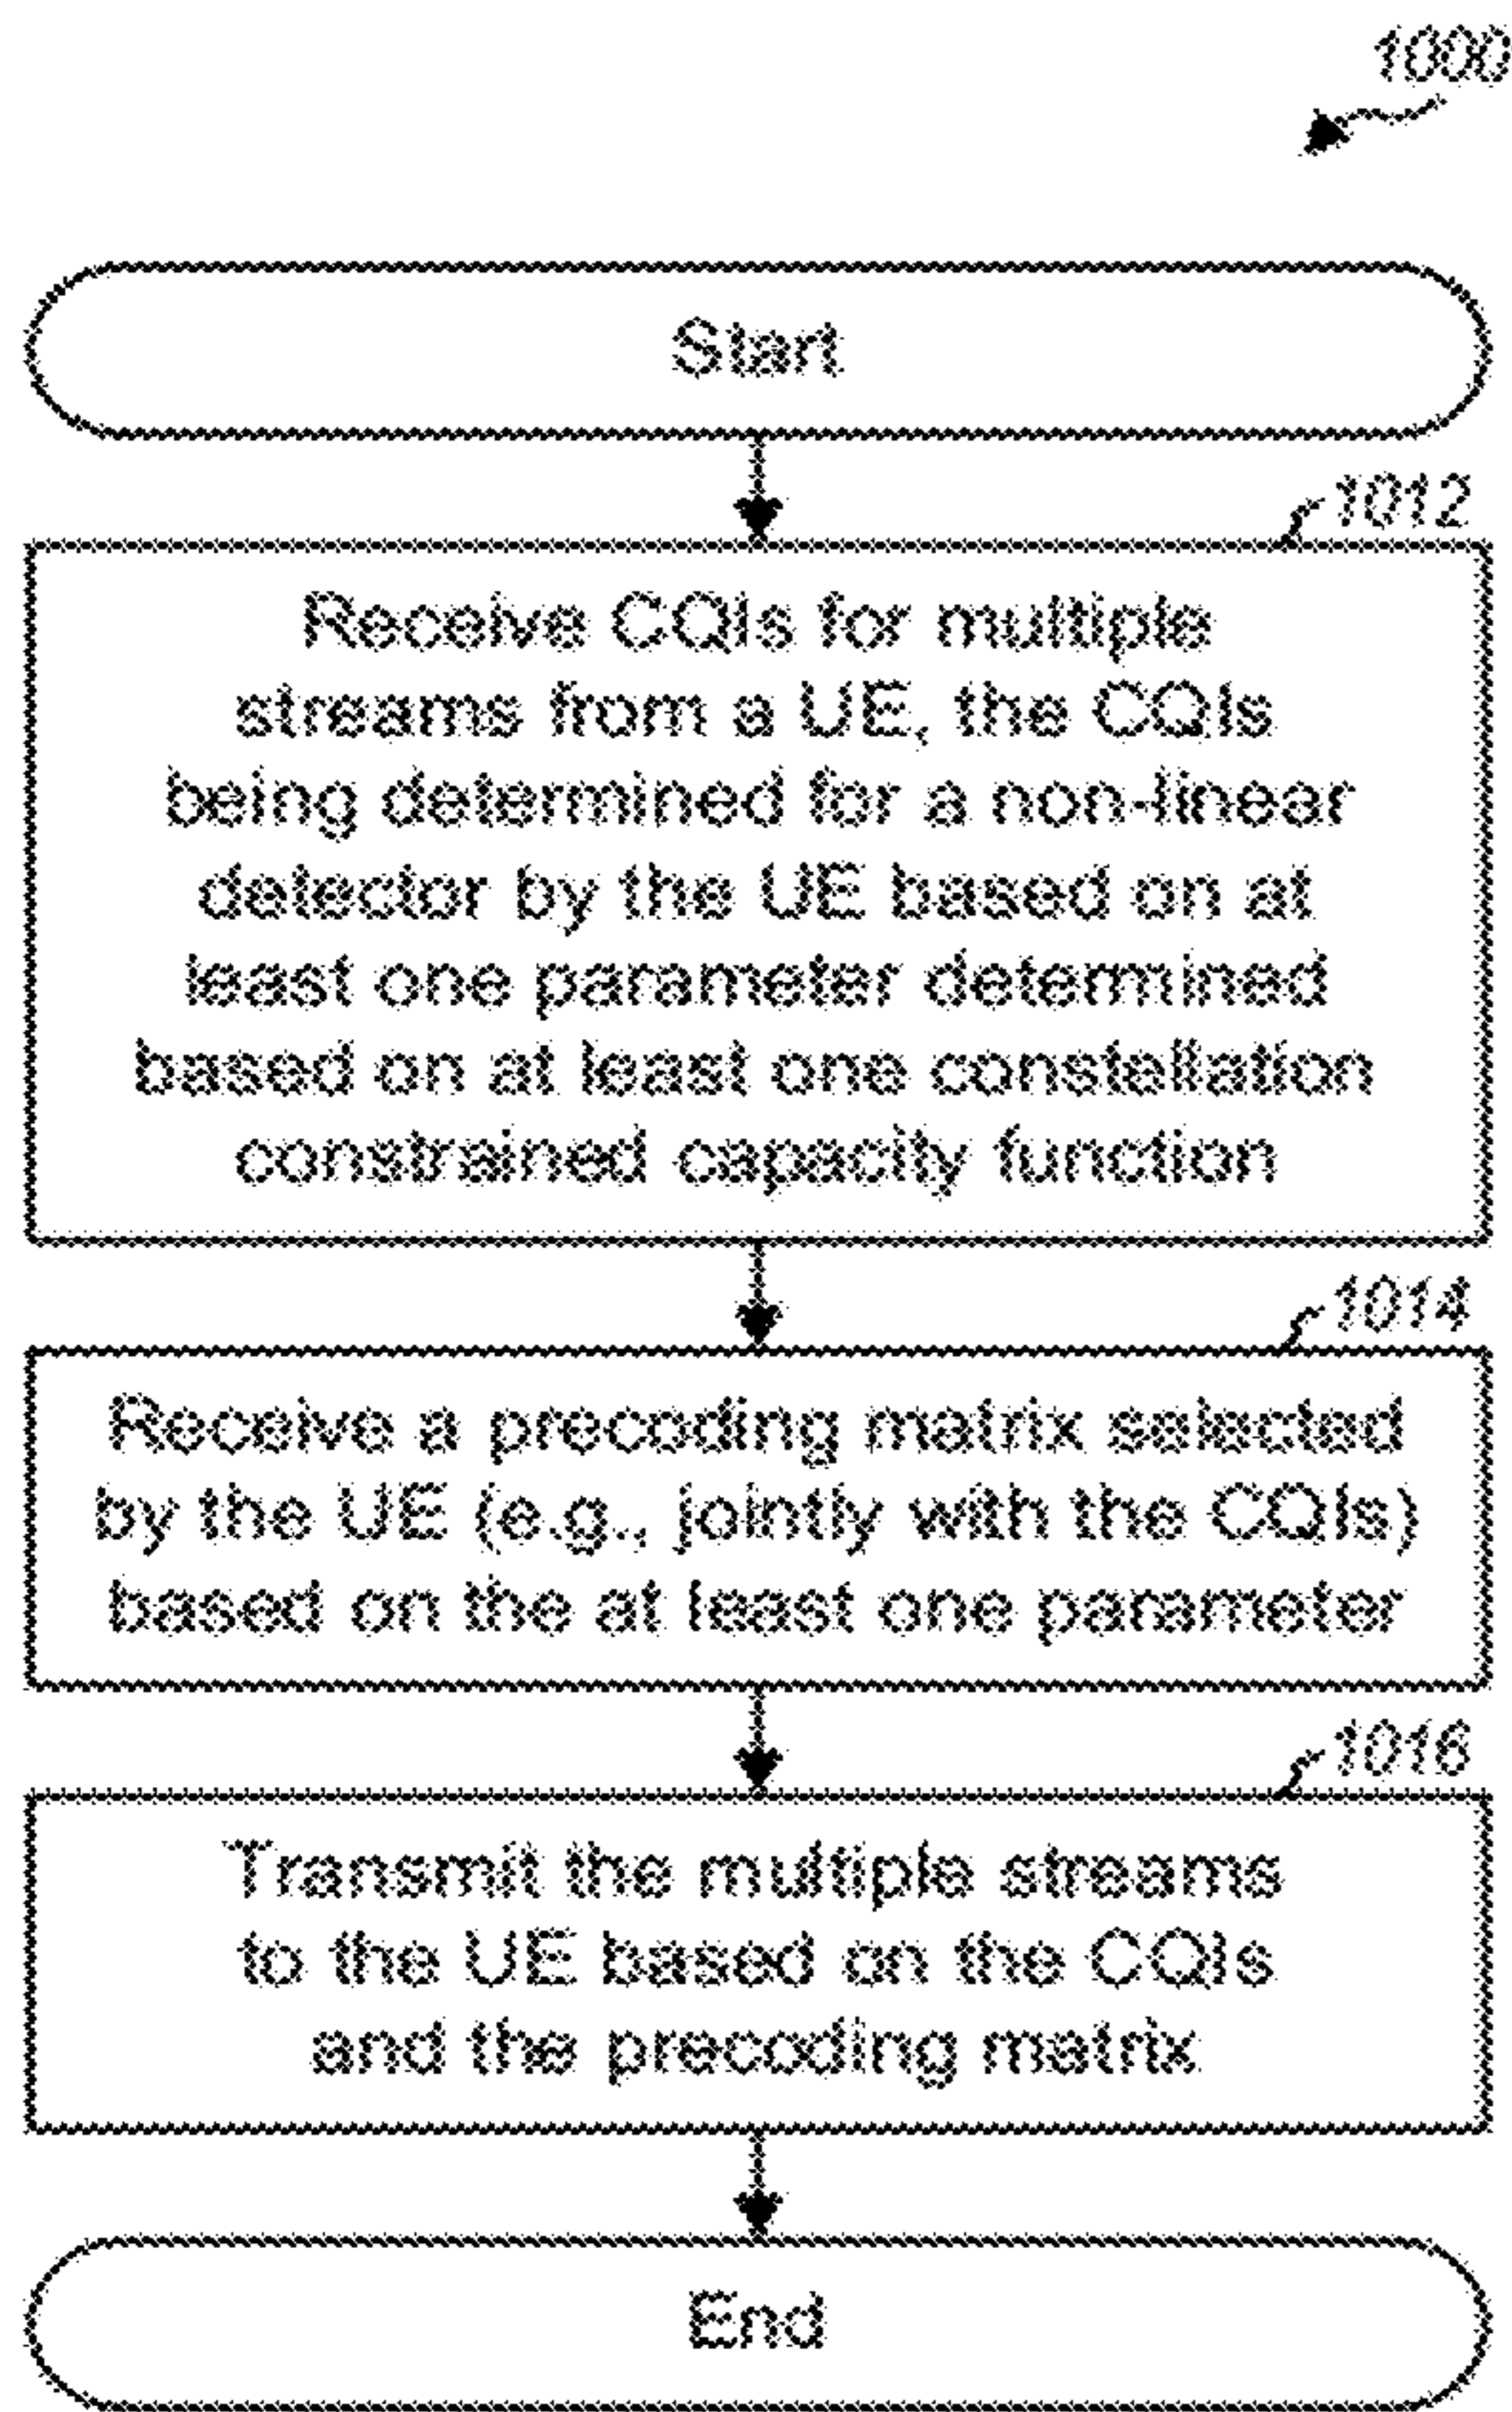 1000
Start
1012
Receive CQIs for multiple
streams from a UE, the CQIs
being determined for a non-linear
detector by the UE based on at
least one parameter determined
based on at least one constellation
constrained capacity function
1014
Receive a precoding matrix selected
by the UE (e.g., jointly with the CQIs)
based on the at least one parameter
1016
Transmit the multiple streams
to the UE based on the CQIs
and the precoding matrix
End